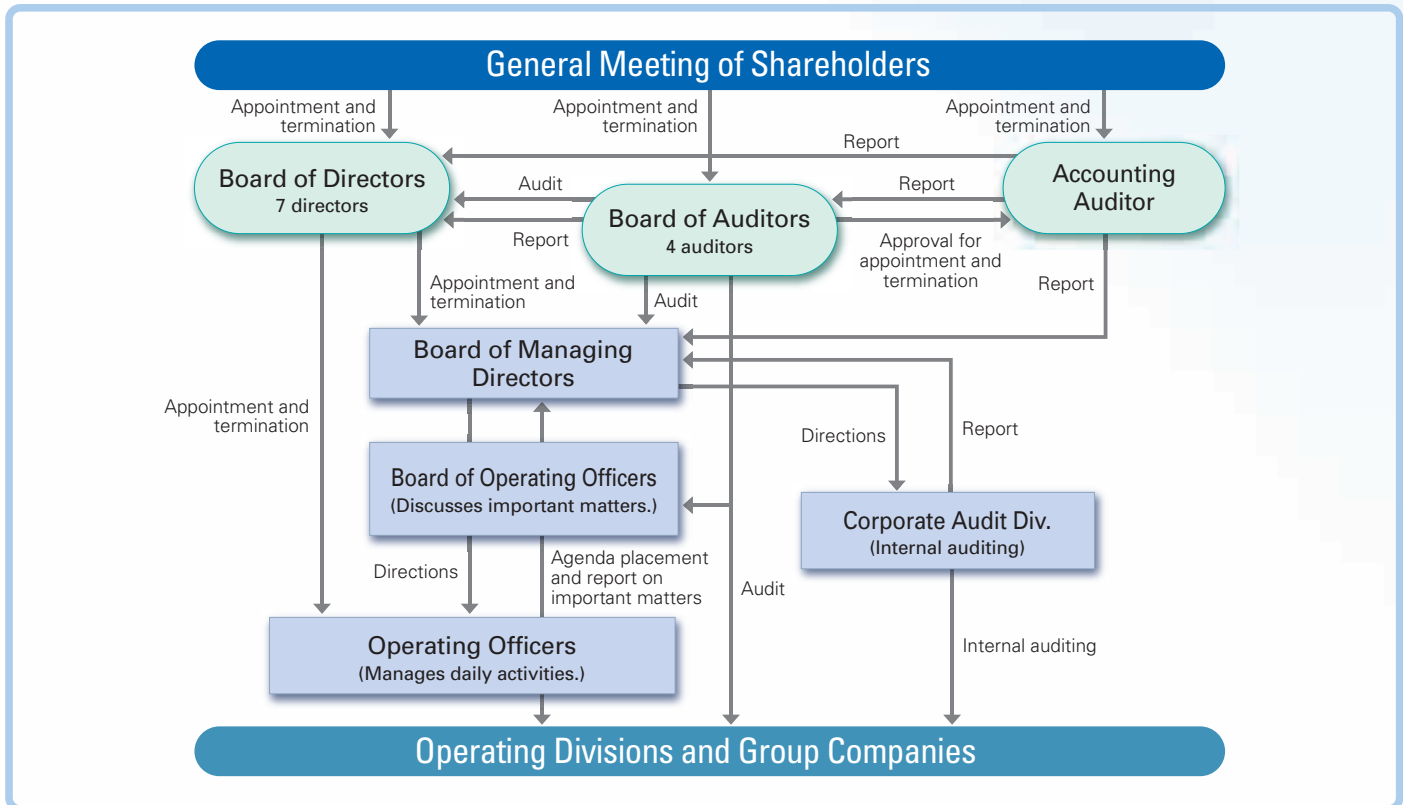 General Meeting of Shareholders
Appointment and
termination
Appointment and
termination
Appointment and
termination
Report
Board of Directors
7 directors
Audit
Report
Board of Auditors
4 auditors
Report
Approval for
appointment and
termination
Accounting
Auditor
Appointment and
termination
Audit
Report
Board of Managing
Directors
Appointment and
termination
Directions
Report
Board of Operating Officers
(Discusses important matters.)
Corporate Audit Div.
(Internal auditing)
Directions
Agenda placement
and report on
important matters
Audit
Operating Officers
(Manages daily activities.)
Internal auditing
Operating Divisions and Group Companies